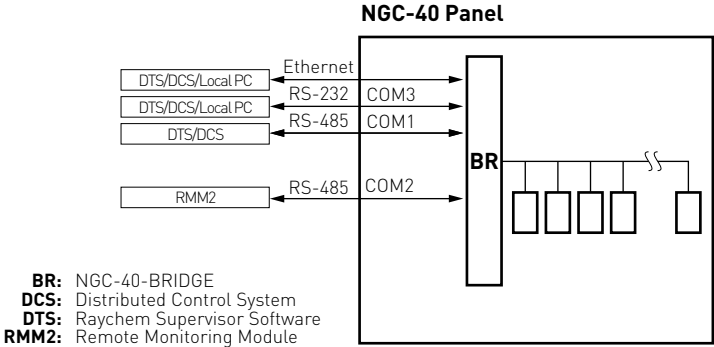 NGC-40 Panel
Ethernet
DTS/DCS/Local PC
RS-232 COM3
DTS/DCS/Local PC
RS-485 COM1
DTS/DCS
BR
RS-485 COM2
RMM2
BR: NGC-40-BRIDGE
DCS: Distributed Control System
DTS: Raychem Supervisor Software
RMM2: Remote Monitoring Module